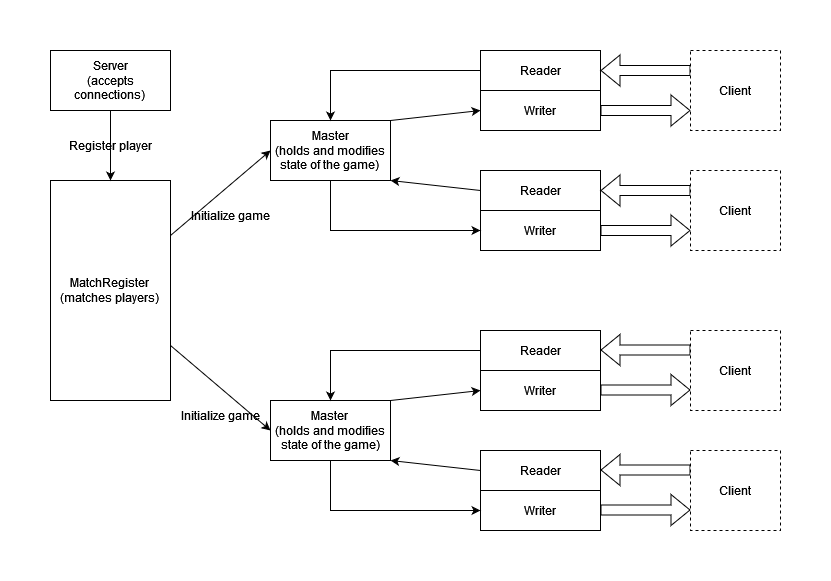 Server
(accepts
connections)
Register player
MatchRegister
(matches players)
Initialize game
Initialize game
Master
(holds and modifies
state of the game)
Reader
Writer
Client
Reader
Writer
Client
Master
(holds and modifies
state of the game)
Reader
Writer
Client
Reader
Writer
Client